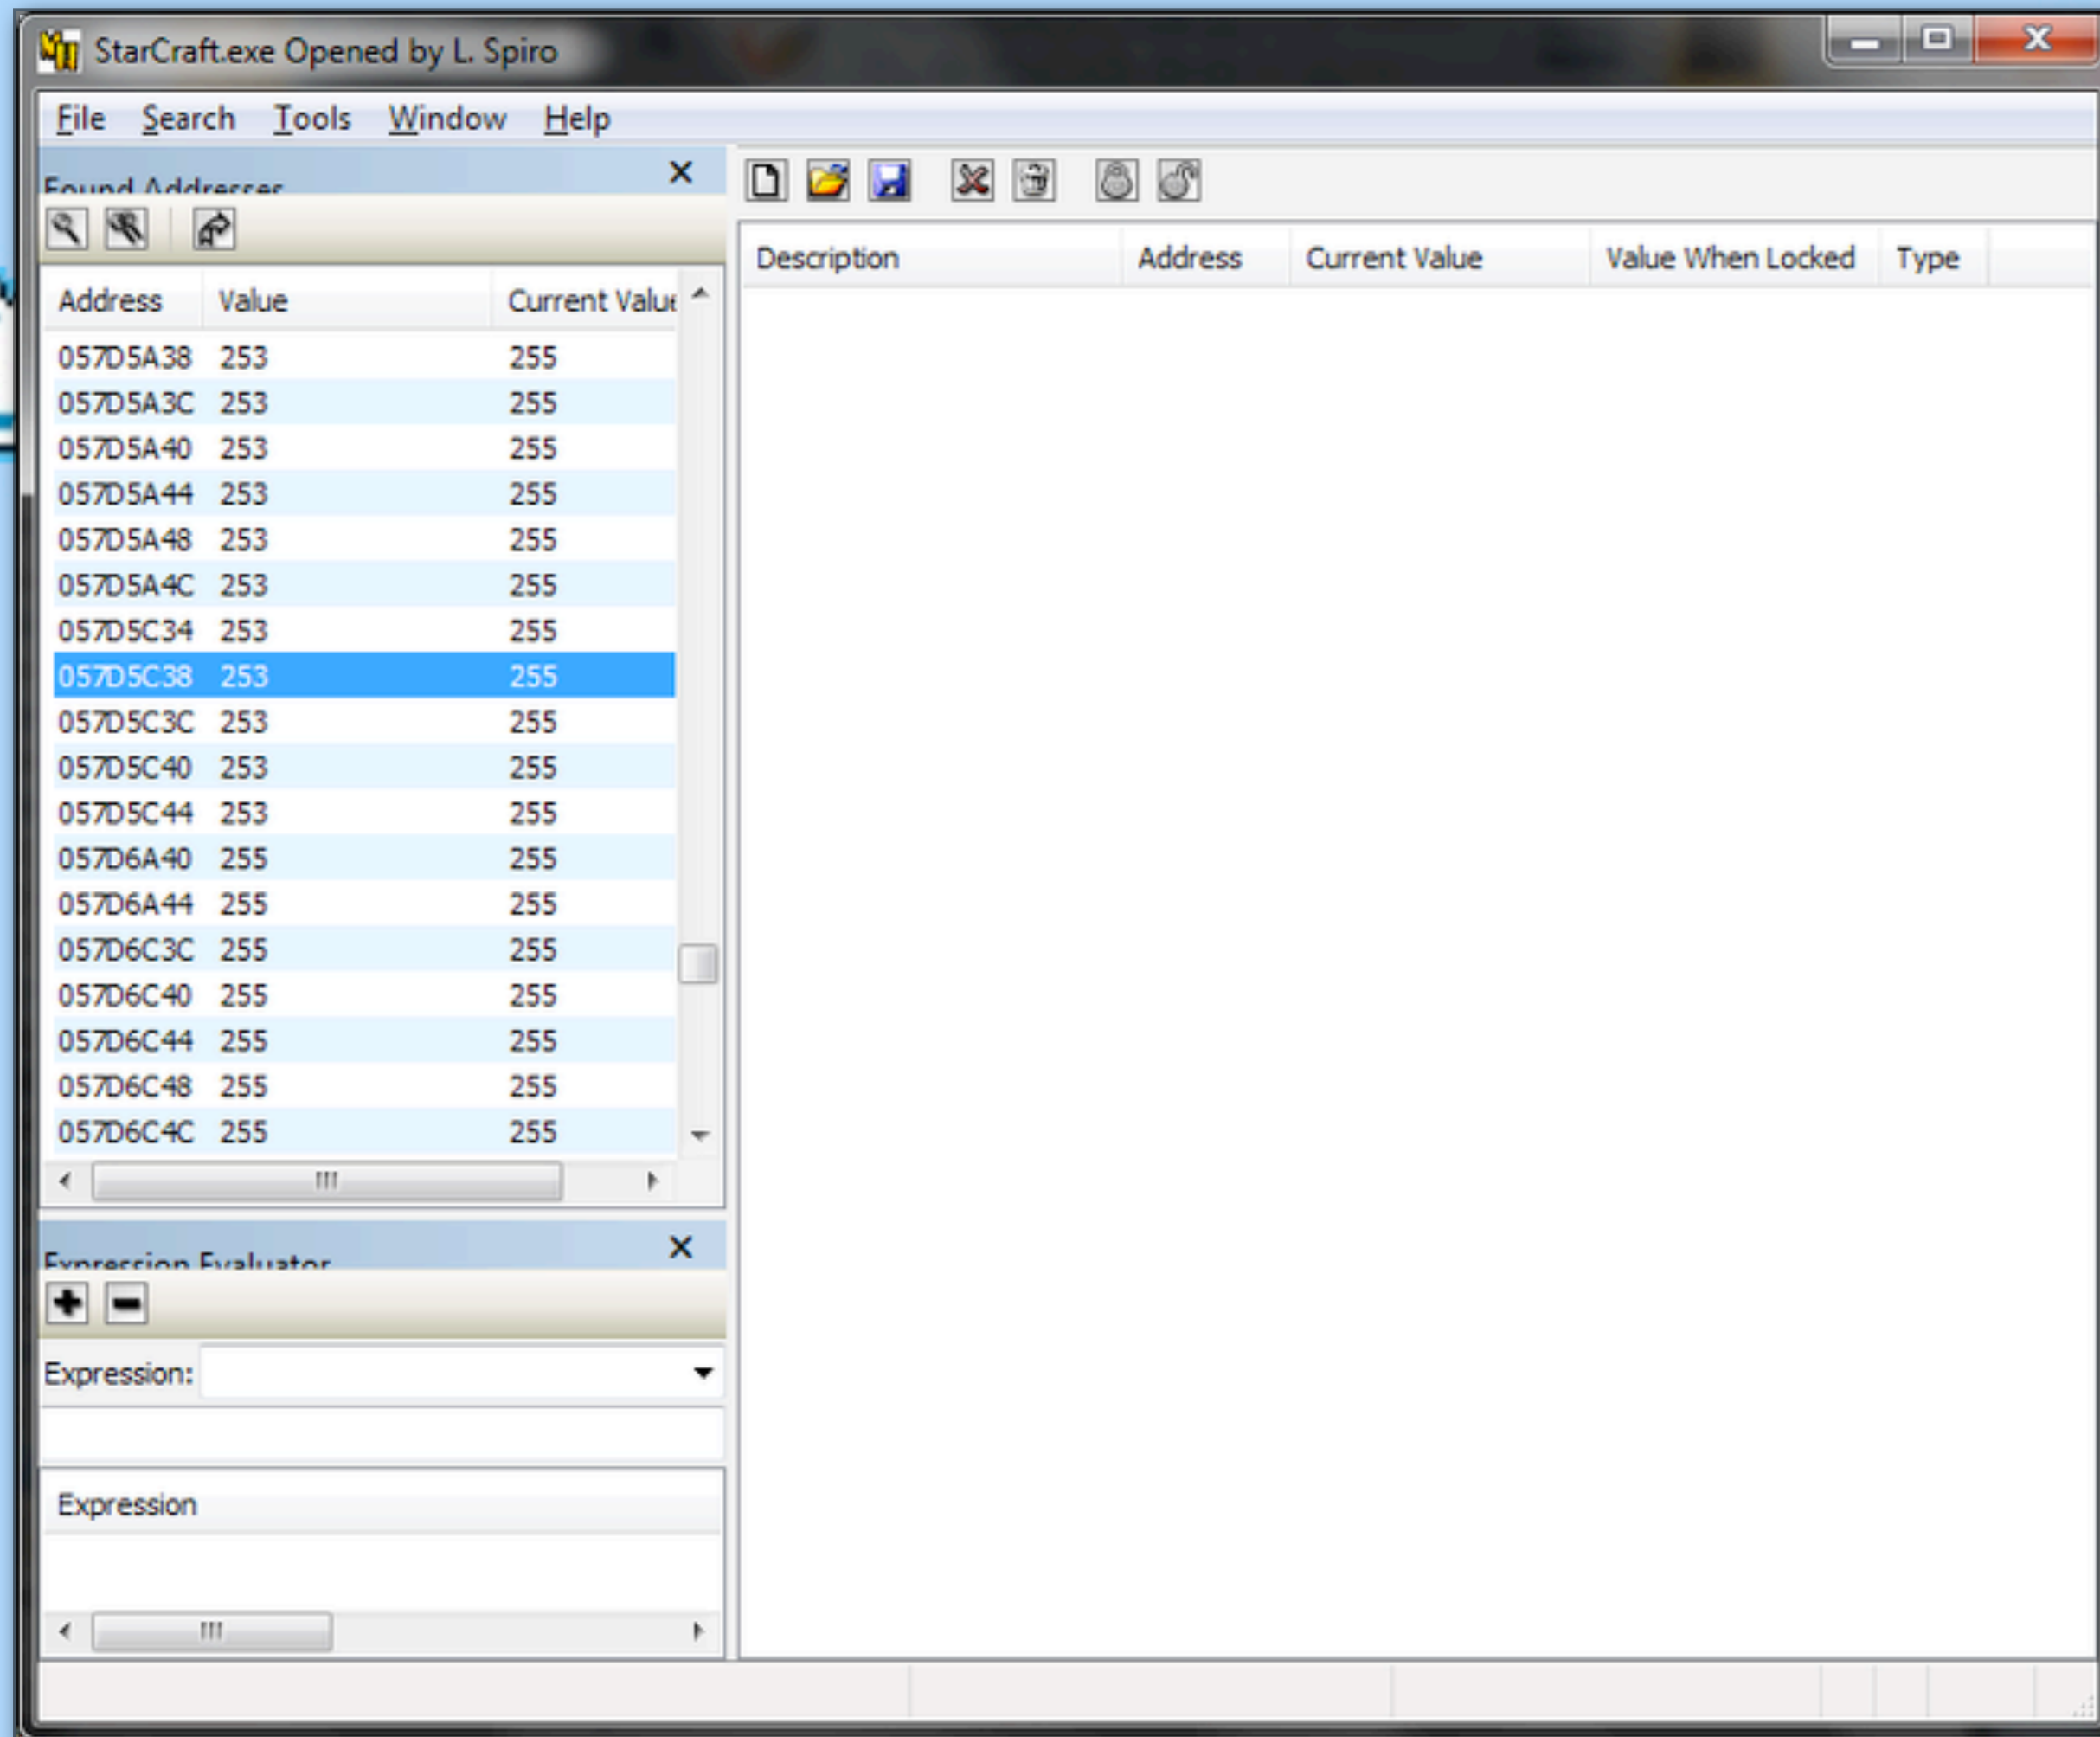 StarCraft.exe Opened by L. Spiro
File Search Tools Window Help
Found Addresses
Address Value Current Value
057D5A38 253 255
057D5A3C 253 255
057D5A40 253 255
057D5A44 253 255
057D5A48 253 255
057D5A4C 253 255
057D5C34 253 255
057D5C38 253 255
057D5C3C 253 255
057D5C40 253 255
057D5C44 253 255
057D6A40 255 255
057D6A44 255 255
057D6C3C 255 255
057D6C40 255 255
057D6C44 255 255
057D6C48 255 255
057D6C4C 255 255
Expression Evaluator
Expression:
Expression
Description Address Current Value Value When Locked Type